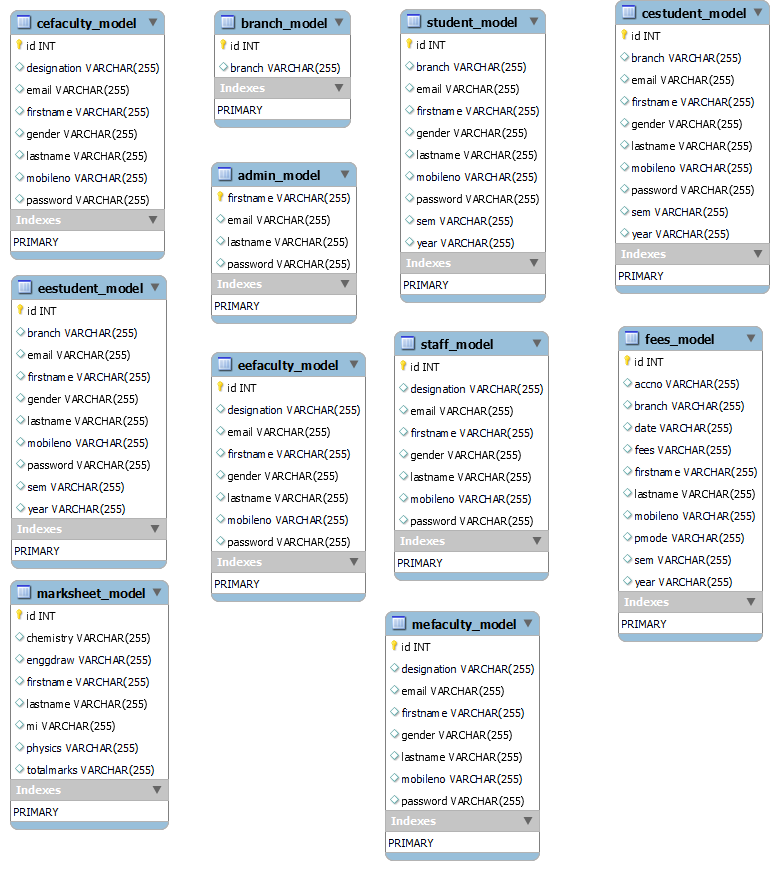 cefaculty_model
id INT
designation VARCHAR(255)
email VARCHAR(255)
firstname VARCHAR(255)
gender VARCHAR(255)
lastname VARCHAR(255)
mobileno VARCHAR(255)
password VARCHAR(255)
Indexes
PRIMARY
branch_model
id INT
branch VARCHAR(255)
Indexes
PRIMARY
student_model
id INT
branch VARCHAR(255)
email VARCHAR(255)
firstname VARCHAR(255)
gender VARCHAR(255)
lastname VARCHAR(255)
mobileno VARCHAR(255)
password VARCHAR(255)
sem VARCHAR(255)
year VARCHAR(255)
Indexes
PRIMARY
cestudent_model
id INT
branch VARCHAR(255)
email VARCHAR(255)
firstname VARCHAR(255)
gender VARCHAR(255)
lastname VARCHAR(255)
mobileno VARCHAR(255)
password VARCHAR(255)
sem VARCHAR(255)
year VARCHAR(255)
Indexes
PRIMARY
admin_model
firstname VARCHAR(255)
email VARCHAR(255)
lastname VARCHAR(255)
password VARCHAR(255)
Indexes
PRIMARY
eestudent_model
id INT
branch VARCHAR(255)
email VARCHAR(255)
firstname VARCHAR(255)
gender VARCHAR(255)
lastname VARCHAR(255)
mobileno VARCHAR(255)
password VARCHAR(255)
sem VARCHAR(255)
year VARCHAR(255)
Indexes
PRIMARY
eefaculty_model
id INT
designation VARCHAR(255)
email VARCHAR(255)
firstname VARCHAR(255)
gender VARCHAR(255)
lastname VARCHAR(255)
mobileno VARCHAR(255)
password VARCHAR(255)
Indexes
PRIMARY
staff_model
id INT
designation VARCHAR(255)
email VARCHAR(255)
firstname VARCHAR(255)
gender VARCHAR(255)
lastname VARCHAR(255)
mobileno VARCHAR(255)
password VARCHAR(255)
Indexes
PRIMARY
fees_model
id INT
accno VARCHAR(255)
branch VARCHAR(255)
date VARCHAR(255)
fees VARCHAR(255)
firstname VARCHAR(255)
lastname VARCHAR(255)
mobileno VARCHAR(255)
pmode VARCHAR(255)
sem VARCHAR(255)
year VARCHAR(255)
Indexes
PRIMARY
marksheet_model
id INT
chemistry VARCHAR(255)
enggdraw VARCHAR(255)
firstname VARCHAR(255)
lastname VARCHAR(255)
mi VARCHAR(255)
physics VARCHAR(255)
totalmarks VARCHAR(255)
Indexes
PRIMARY
mefaculty_model
id INT
designation VARCHAR(255)
email VARCHAR(255)
firstname VARCHAR(255)
gender VARCHAR(255)
lastname VARCHAR(255)
mobileno VARCHAR(255)
password VARCHAR(255)
Indexes
PRIMARY